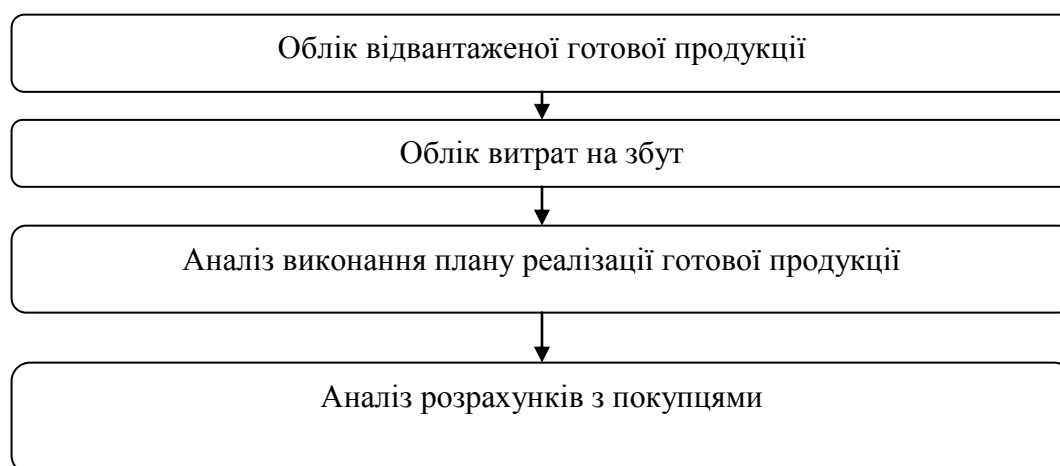 Облік відвантаженої готової продукції
Облік витрат на збут
Аналіз виконання плану реалізації готової продукції
Аналіз розрахунків з покупцями